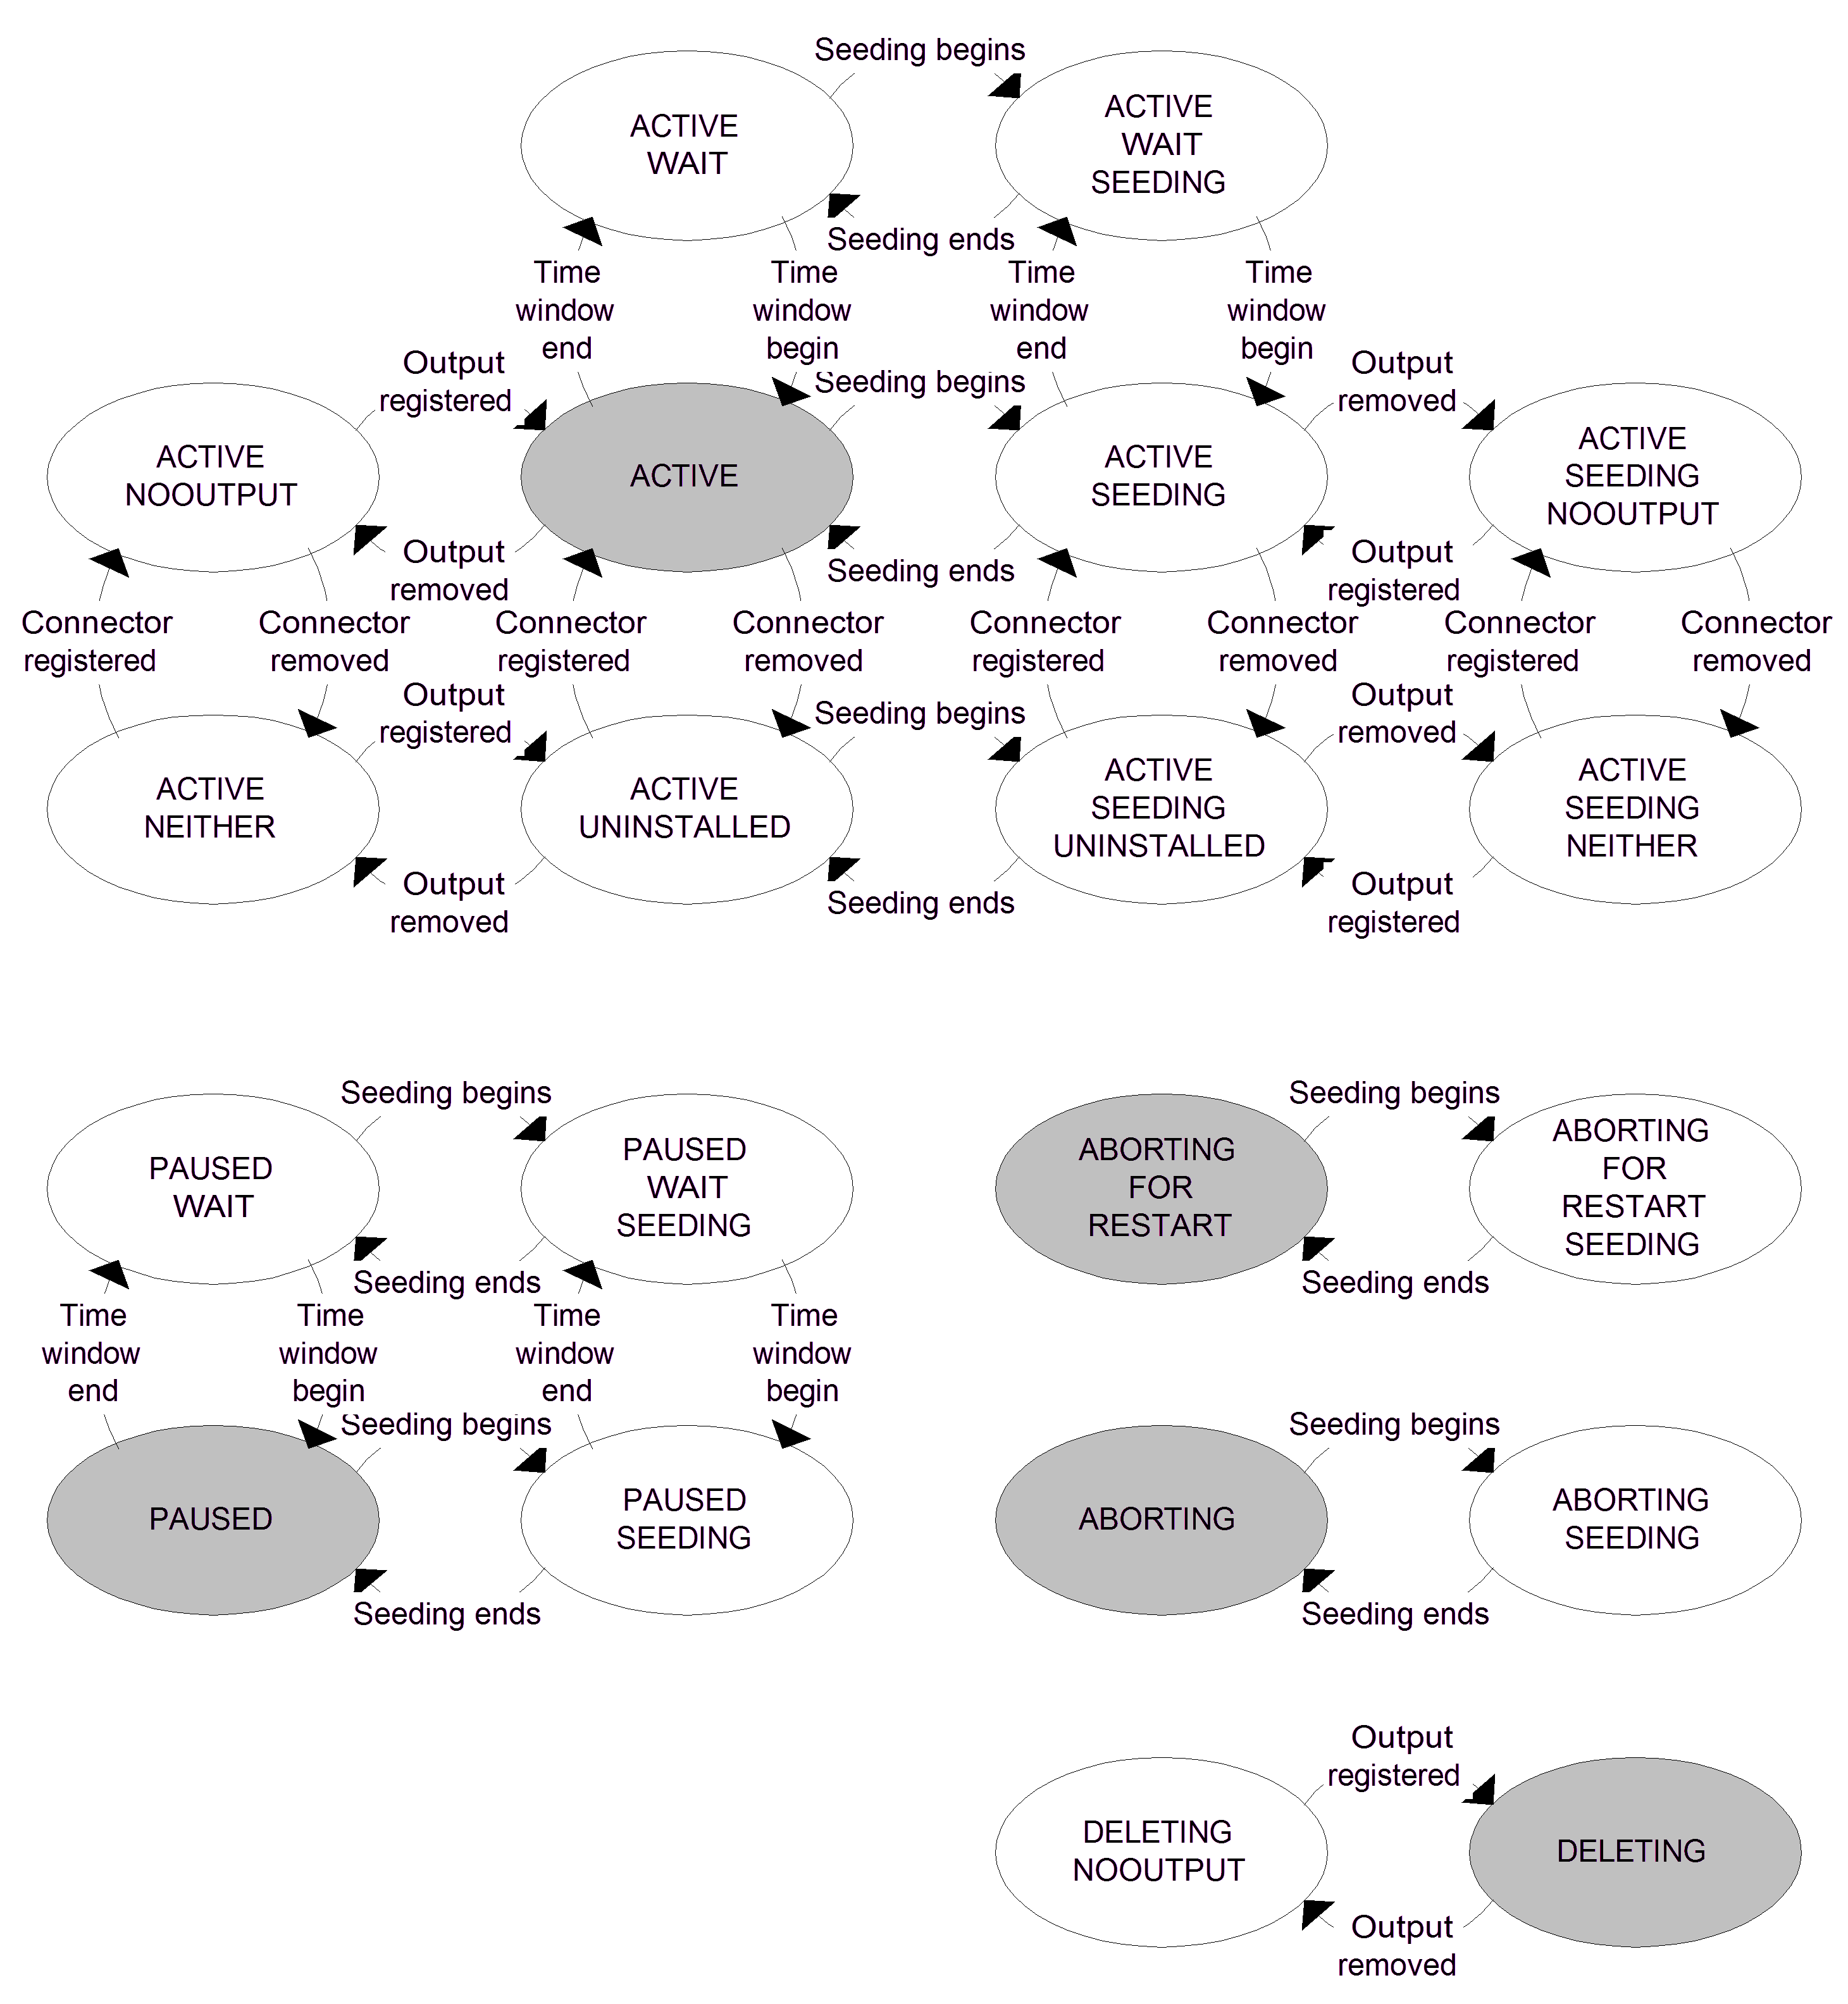 Seeding begins
ACTIVE
WAIT
ACTIVE
WAIT
SEEDING
Seeding ends
Time
window
end
Time
window
begin
Time
window
end
Time
window
begin
Output
registered
Seeding begins
Output
removed
ACTIVE
NOOUTPUT
ACTIVE
ACTIVE
SEEDING
ACTIVE
SEEDING
NOOUTPUT
Output
removed
Seeding ends
Output
registered
Connector
registered
Connector
removed
Connector
registered
Connector
removed
Connector
registered
Connector
removed
Connector
registered
Connector
removed
Output
registered
Seeding begins
Output
removed
ACTIVE
NEITHER
ACTIVE
UNINSTALLED
ACTIVE
SEEDING
UNINSTALLED
ACTIVE
SEEDING
NEITHER
Output
removed
Seeding ends
Output
registered
Seeding begins
Seeding begins
PAUSED
WAIT
PAUSED
WAIT
SEEDING
ABORTING
FOR
RESTART
ABORTING
FOR
RESTART
SEEDING
Seeding ends
Seeding ends
Time
window
end
Time
window
begin
Time
window
end
Time
window
begin
Seeding begins
Seeding begins
PAUSED
PAUSED
SEEDING
ABORTING
ABORTING
SEEDING
Seeding ends
Seeding ends
Output
registered
DELETING
NOOUTPUT
DELETING
Output
removed